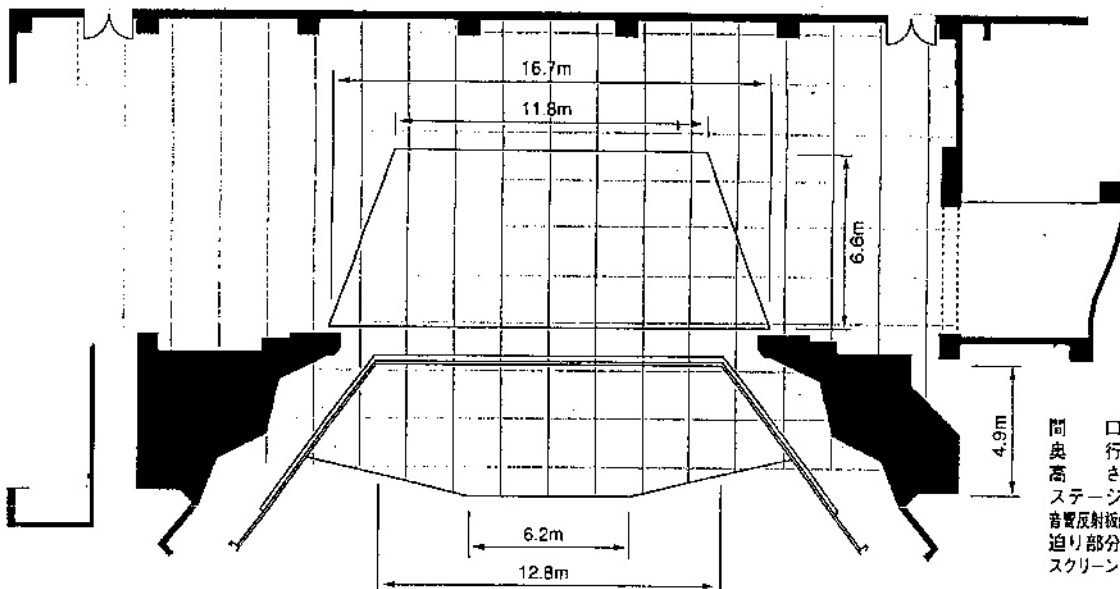 16.7m
11.8m
6.6m
4.9m
6.2m
12.8m
間 口
奥 行
高 さ
ステージ
音響反射板
迫り部分
スクリーン